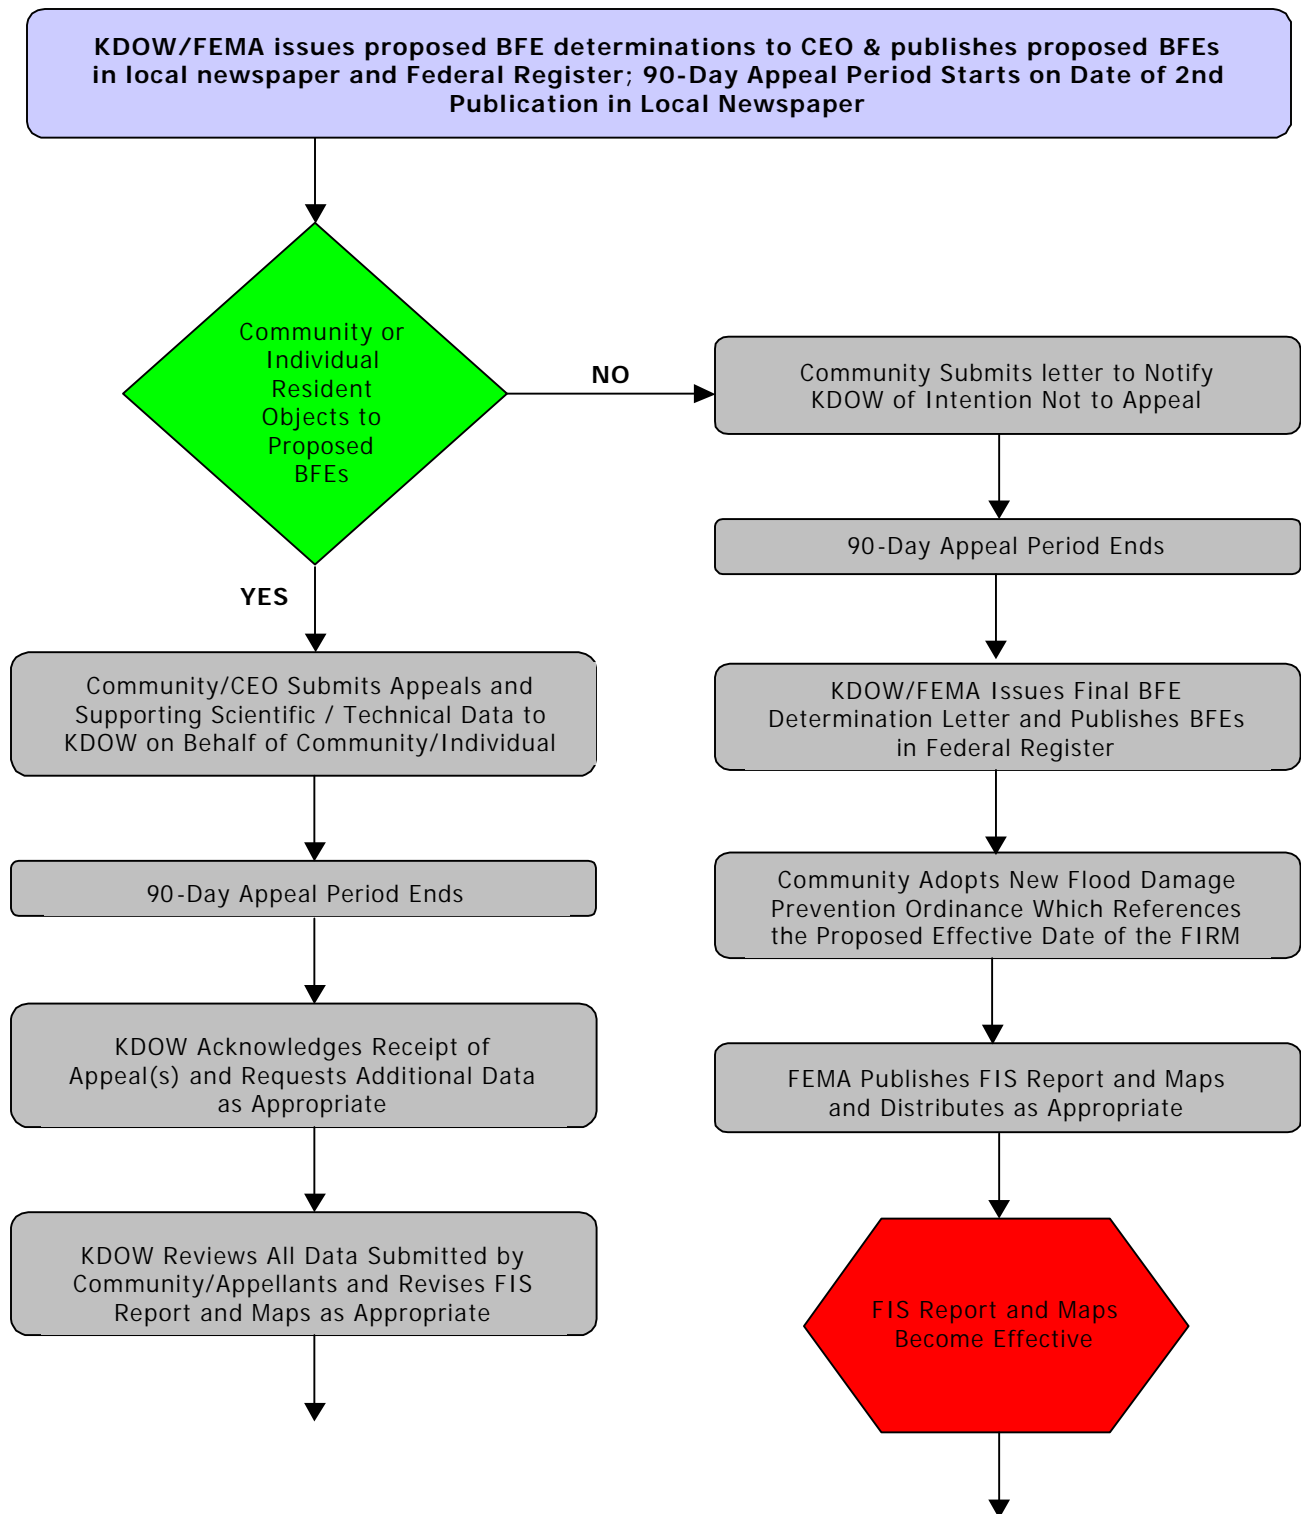 KDOW/FEMA issues proposed BFE determinations to CEO & publishes proposed BFEs
in local newspaper and Federal Register; 90-Day Appeal Period Starts on Date of 2nd
Publication in Local Newspaper
Community or
Individual
Resident
Objects to
Proposed
BFEs
NO
YES
Community/CEO Submits Appeals and
Supporting Scientific / Technical Data to
KDOW on Behalf of Community/Individual
90-Day Appeal Period Ends
KDOW Acknowledges Receipt of
Appeal(s) and Requests Additional Data
as Appropriate
KDOW Reviews All Data Submitted by
Community/Appellants and Revises FIS
Report and Maps as Appropriate
Community Submits letter to Notify
KDOW of Intention Not to Appeal
90-Day Appeal Period Ends
KDOW/FEMA Issues Final BFE
Determination Letter and Publishes BFEs
in Federal Register
Community Adopts New Flood Damage
Prevention Ordinance Which References
the Proposed Effective Date of the FIRM
FEMA Publishes FIS Report and Maps
and Distributes as Appropriate
FIS Report and Maps
Become Effective